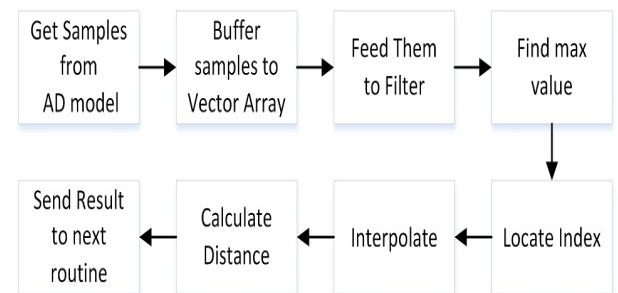 Get Samples
from
AD model
Buffer
samples to
Vector Array
Feed Them
to Filter
Find max
value
Locate Index
Interpolate
Calculate
Distance
Send Result
to next
routine